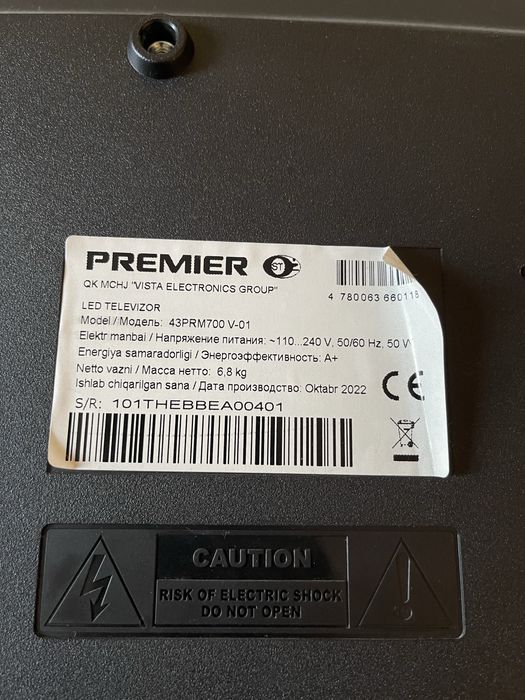 PREMIER ST
QK MCHJ "VISTA ELECTRONICS GROUP"
4 780063 660118
LED TELEVIZOR
Model / Модель: 43PRM700 V-01
Elektr manbai / Напряжение питания: ~110...240 V, 50/60 Hz, 50 W
Energiya samaradorligi / Энергоэффективность: A+
Netto vazni / Масса нетто: 6,8 kg
Ishlab chiqarilgan sana / Дата производство: Oktabr 2022
CE
S/R: 101THEBBEA00401
CAUTION
RISK OF ELECTRIC SHOCK
DO NOT OPEN